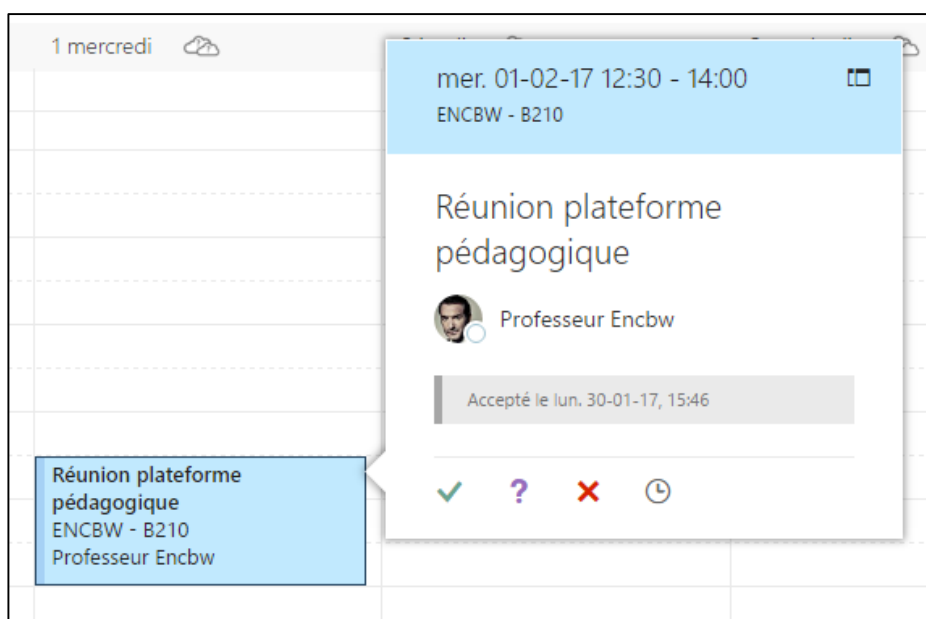 1 mercredi
mer. 01-02-17 12:30 - 14:00
ENCBW - B210
Réunion plateforme
pédagogique
Professeur Encbw
Accepté le lun. 30-01-17, 15:46
?
Réunion plateforme
pédagogique
ENCBW - B210
Professeur Encbw